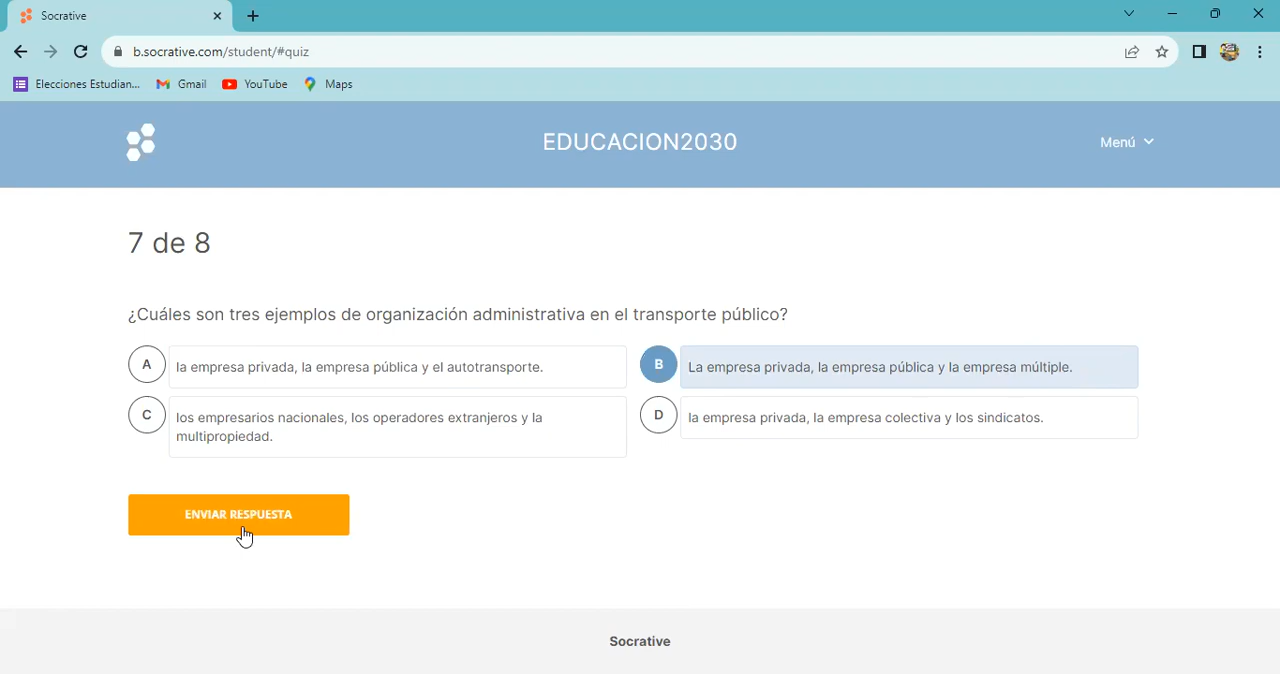 Socrative
b.socrative.com/student/#quiz
Elecciones Estudian...
Gmail
YouTube
Maps
EDUCACION2030
Menú
7 de 8
¿Cuáles son tres ejemplos de organización administrativa en el transporte público?
A
la empresa privada, la empresa pública y el autotransporte.
B
La empresa privada, la empresa pública y la empresa múltiple.
C
los empresarios nacionales, los operadores extranjeros y la
multipropiedad.
D
la empresa privada, la empresa colectiva y los sindicatos.
ENVIAR RESPUESTA
Socrative